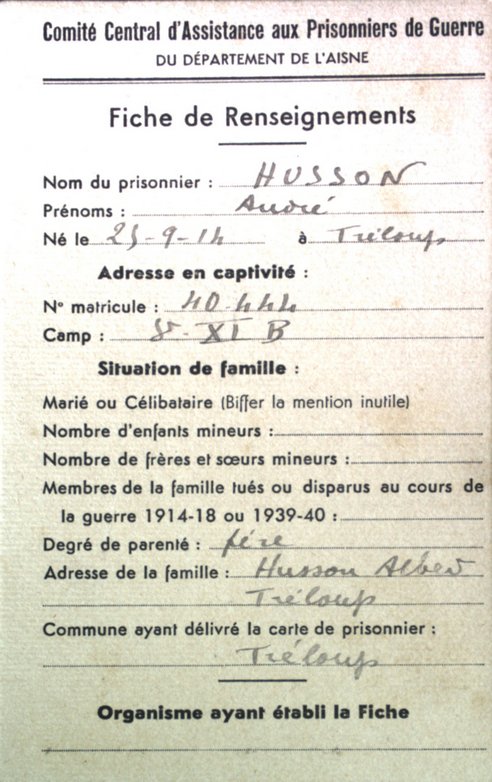 Comité Central d'Assistance aux Prisonniers de Guerre
DU DÉPARTEMENT DE L'AISNE
Fiche de Renseignements
Nom du prisonnier : HUSSON
Prénoms : André
Né le 25-9-14 à Tréloup
Adresse en captivité :
N° matricule : 40.444
Camp : St XI B
Situation de famille :
Marié ou Célibataire (Biffer la mention inutile)
Nombre d'enfants mineurs :
Nombre de frères et sœurs mineurs :
Membres de la famille tués ou disparus au cours de
la guerre 1914-18 ou 1939-40 :
Degré de parenté :
Adresse de la famille : Husson Albert
Tréloup
Commune ayant délivré la carte de prisonnier :
Tréloup
Organisme ayant établi la Fiche